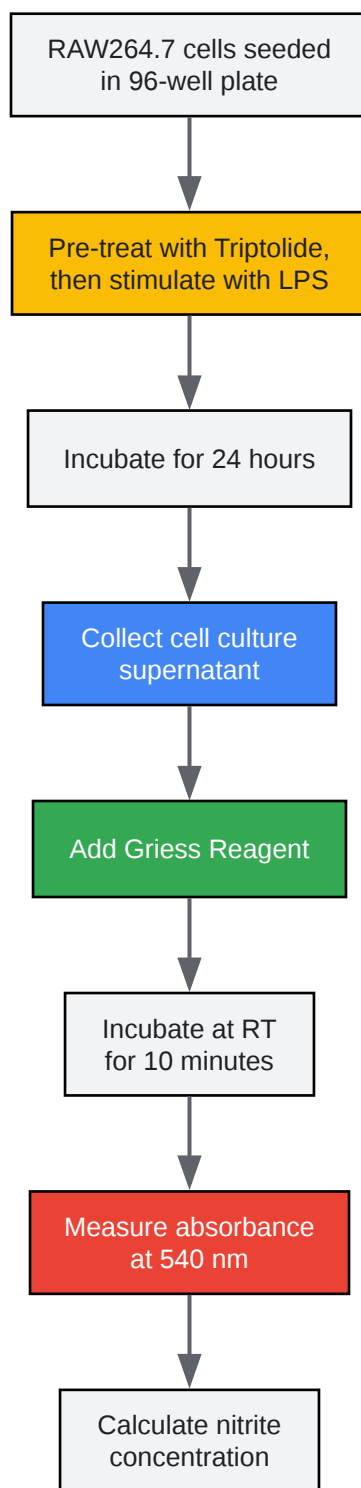 RAW264.7 cells seeded
in 96-well plate
Pre-treat with Triptolide,
then stimulate with LPS
Incubate for 24 hours
Collect cell culture
supernatant
Add Griess Reagent
Incubate at RT
for 10 minutes
Measure absorbance
at 540 nm
Calculate nitrite
concentration